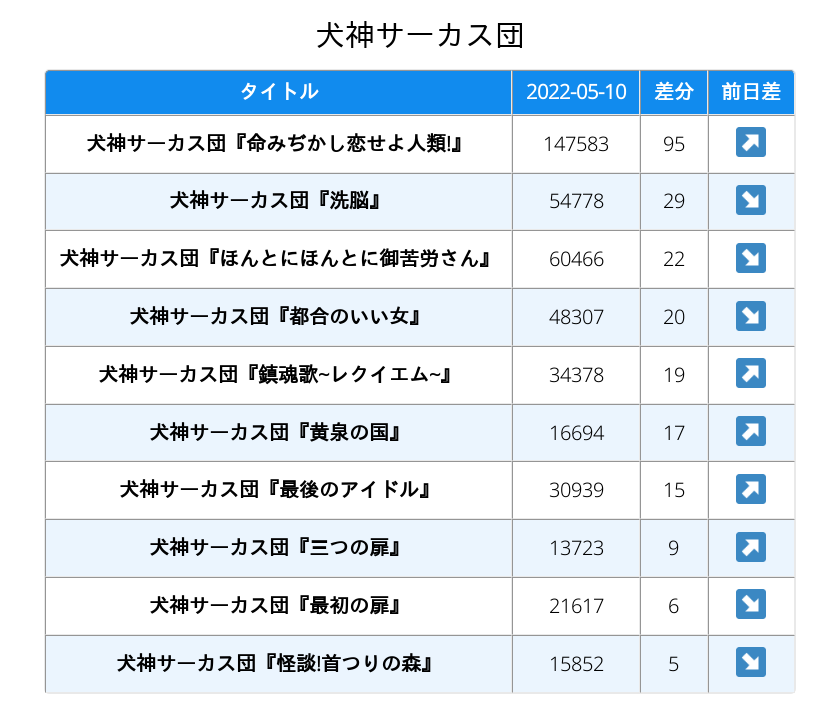 犬神サーカス団
タイトル 2022-05-10 差分 前日差
犬神サーカス団『命みぢかし恋せよ人類!』 147583 95 ↗
犬神サーカス団『洗脳』 54778 29 ↘
犬神サーカス団『ほんとにほんとに御苦労さん』 60466 22 ↘
犬神サーカス団『都合のいい女』 48307 20 ↘
犬神サーカス団『鎮魂歌~レクイエム~』 34378 19 ↗
犬神サーカス団『黄泉の国』 16694 17 ↗
犬神サーカス団『最後のアイドル』 30939 15 ↗
犬神サーカス団『三つの扉』 13723 9 ↗
犬神サーカス団『最初の扉』 21617 6 ↘
犬神サーカス団『怪談!首つりの森』 15852 5 ↘